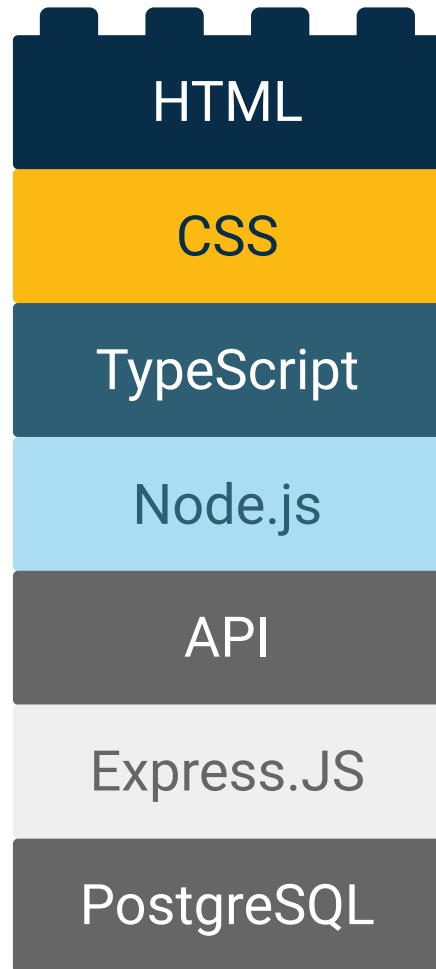 HTML
CSS
TypeScript
Node.js
API
Express.JS
PostgreSQL